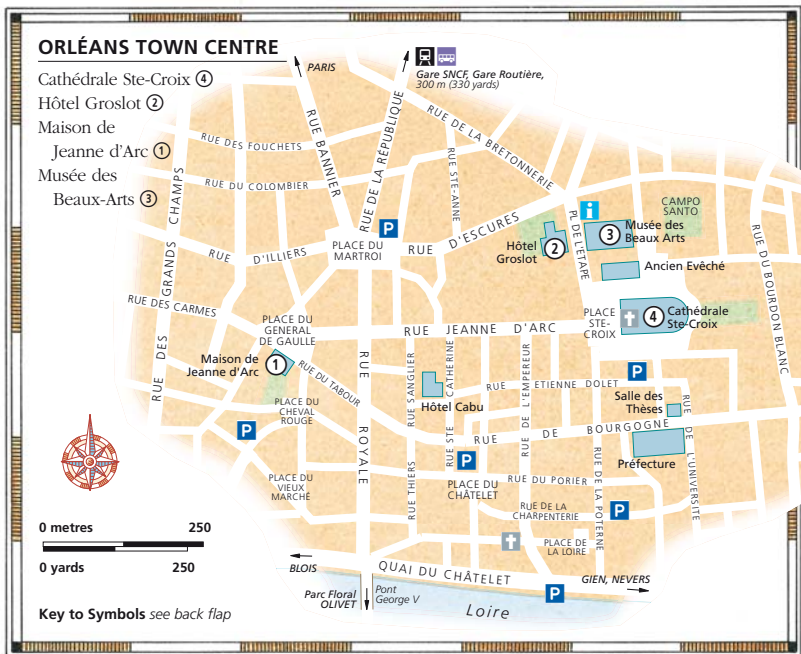 ORLÉANS TOWN CENTRE
Cathédrale Ste-Croix ④
Hôtel Groslot ②
Maison de
Jeanne d'Arc ①
Musée des
Beaux-Arts ③
PARIS
Gare SNCF, Gare Routière,
300 m (330 yards)
RUE DES FOUCHETS
RUE BANNIER
RUE DE LA RÉPUBLIQUE
RUE DE LA BRETONNERIE
RUE DU COLOMBIER
RUE STE-ANNE
RUE DES GRANDS CHAMPS
P
i
PL DE L'ÉTAPE
CAMPO
SANTO
③
Musée des
Beaux Arts
RUE D'ILLIERS
PLACE DU
MARTROI
RUE D'ESCURES
Hôtel
Groslot
②
Ancien Evêché
RUE DU BOURDON BLANC
RUE DES CARMES
PLACE DU
GENERAL
DE GAULLE
RUE JEANNE D'ARC
PLACE
STE-
CROIX
④
Cathédrale
Ste-Croix
Maison de
Jeanne d'Arc
①
RUE DU TABOUR
RUE ROYALE
RUE SANGLIER
RUE STE CATHERINE
RUE DE L'EMPEREUR
RUE ETIENNE DOLET
P
Hôtel Cabu
Salle des
Thèses
PLACE DU
CHEVAL
ROUGE
P
RUE DE BOURGOGNE
RUE DE L'UNIVERSITE
Préfecture
P
PLACE DU
VIEUX
MARCHÉ
RUE THIERS
PLACE DU
CHÂTELET
RUE DU PORIER
RUE DE LA POTERNE
RUE DE LA
CHARPENTERIE
P
PLACE DE
LA LOIRE
0 metres 250
0 yards 250
BLOIS
QUAI DU CHÂTELET
GIEN, NEVERS
Parc Floral
OLIVET
Pont
George V
P
Loire
Key to Symbols see back flap